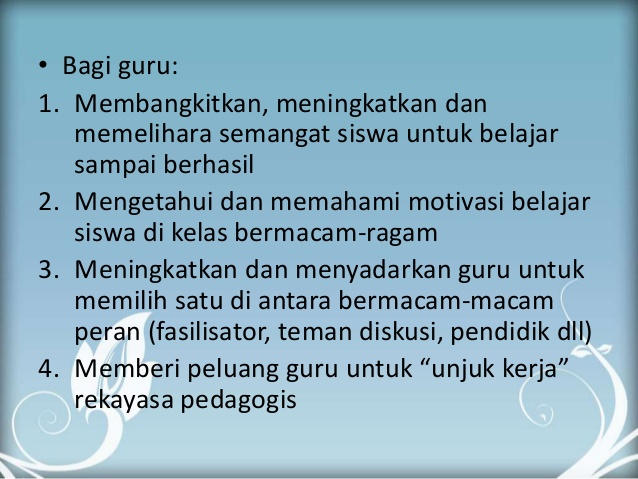 • Bagi guru:
1. Membangkitkan, meningkatkan dan
memelihara semangat siswa untuk belajar
sampai berhasil
2. Mengetahui dan memahami motivasi belajar
siswa di kelas bermacam-ragam
3. Meningkatkan dan menyadarkan guru untuk
memilih satu di antara bermacam-macam
peran (fasilisator, teman diskusi, pendidik dll)
4. Memberi peluang guru untuk “unjuk kerja”
rekayasa pedagogis